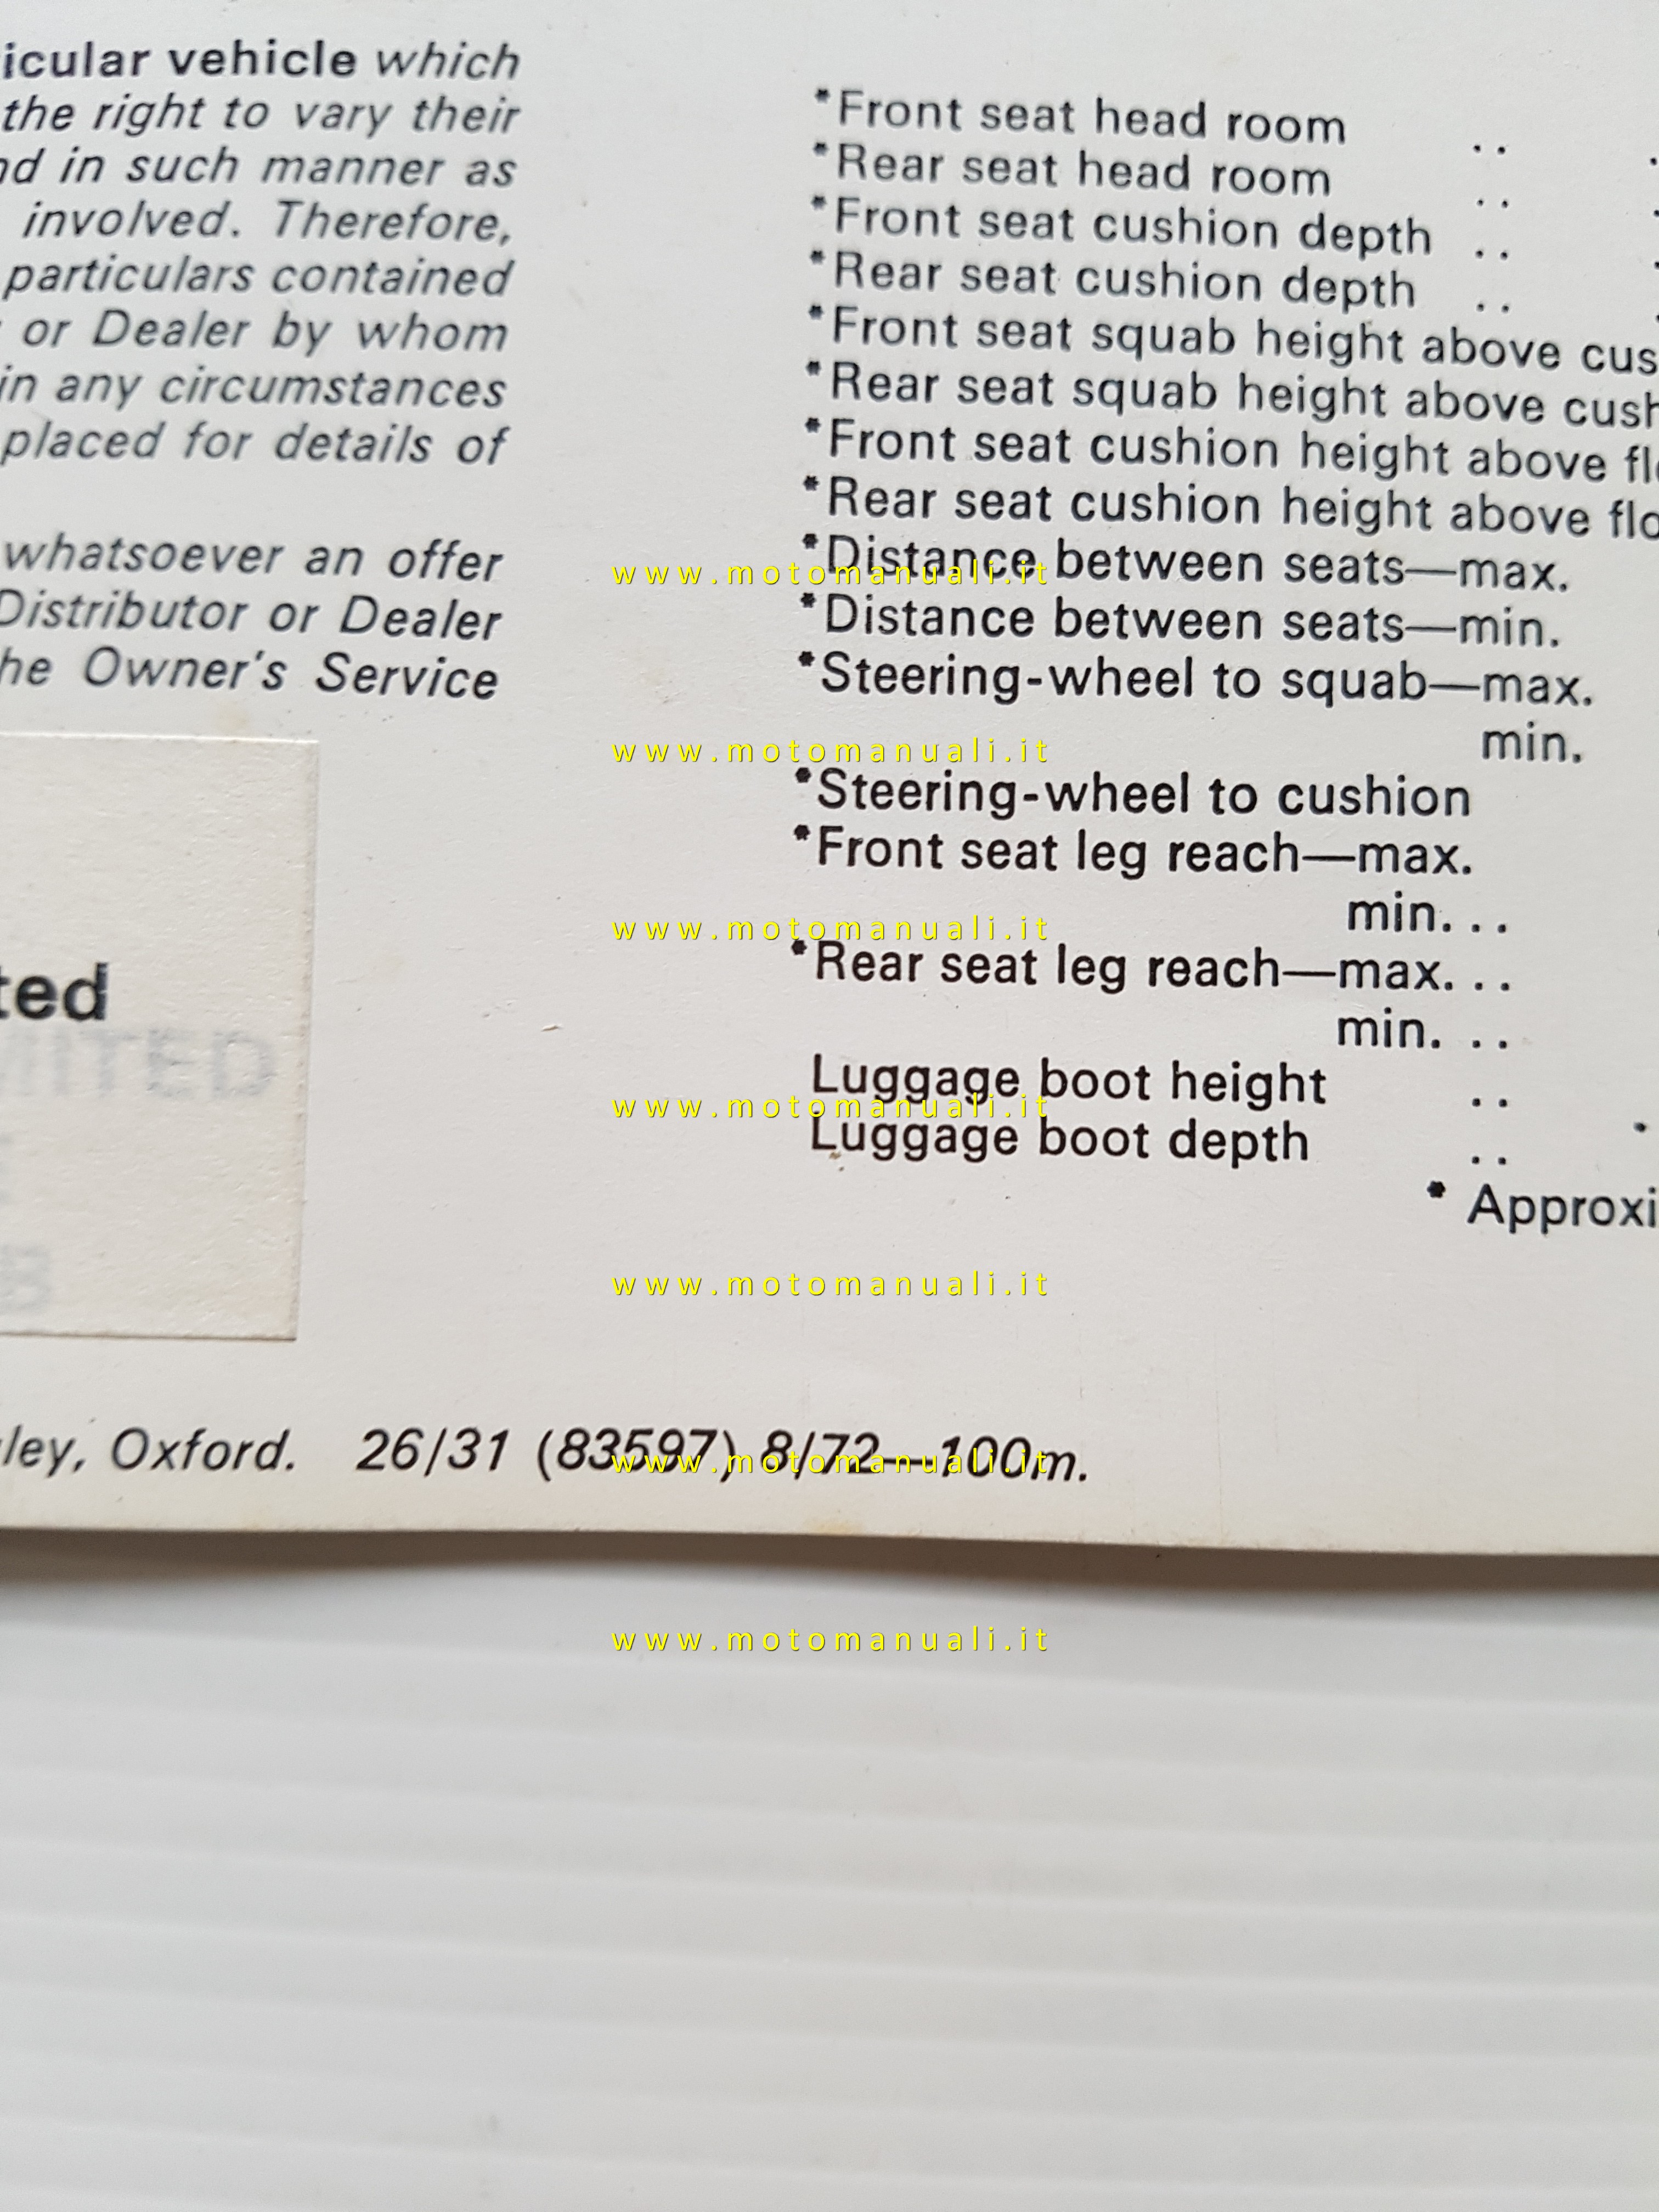 icular vehicle which
the right to vary their
nd in such manner as
involved. Therefore,
particulars contained
or Dealer by whom
in any circumstances
placed for details of
whatsoever an offer
Distributor or Dealer
he Owner's Service
ted
MITED
ley, Oxford. 26/31 (83597) 8/72—100m.
*Front seat head room ..
*Rear seat head room ..
*Front seat cushion depth ..
*Rear seat cushion depth ..
*Front seat squab height above cus
*Rear seat squab height above cush
*Front seat cushion height above flo
*Rear seat cushion height above flo
*Distance between seats—max.
*Distance between seats—min.
*Steering-wheel to squab—max.
min.
*Steering-wheel to cushion
*Front seat leg reach—max.
min. ..
*Rear seat leg reach—max. ..
min. ..
Luggage boot height ..
Luggage boot depth ..
* Approxi
www.motomanuali.it
www.motomanuali.it
www.motomanuali.it
www.motomanuali.it
www.motomanuali.it
www.motomanuali.it
www.motomanuali.it